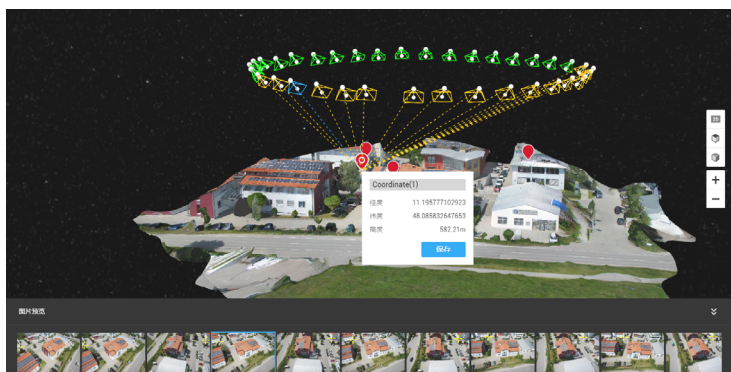 Coordinate(1)
经度 11.195777102923
纬度 48.085832647653
高度 582.21m
保存
图片预览